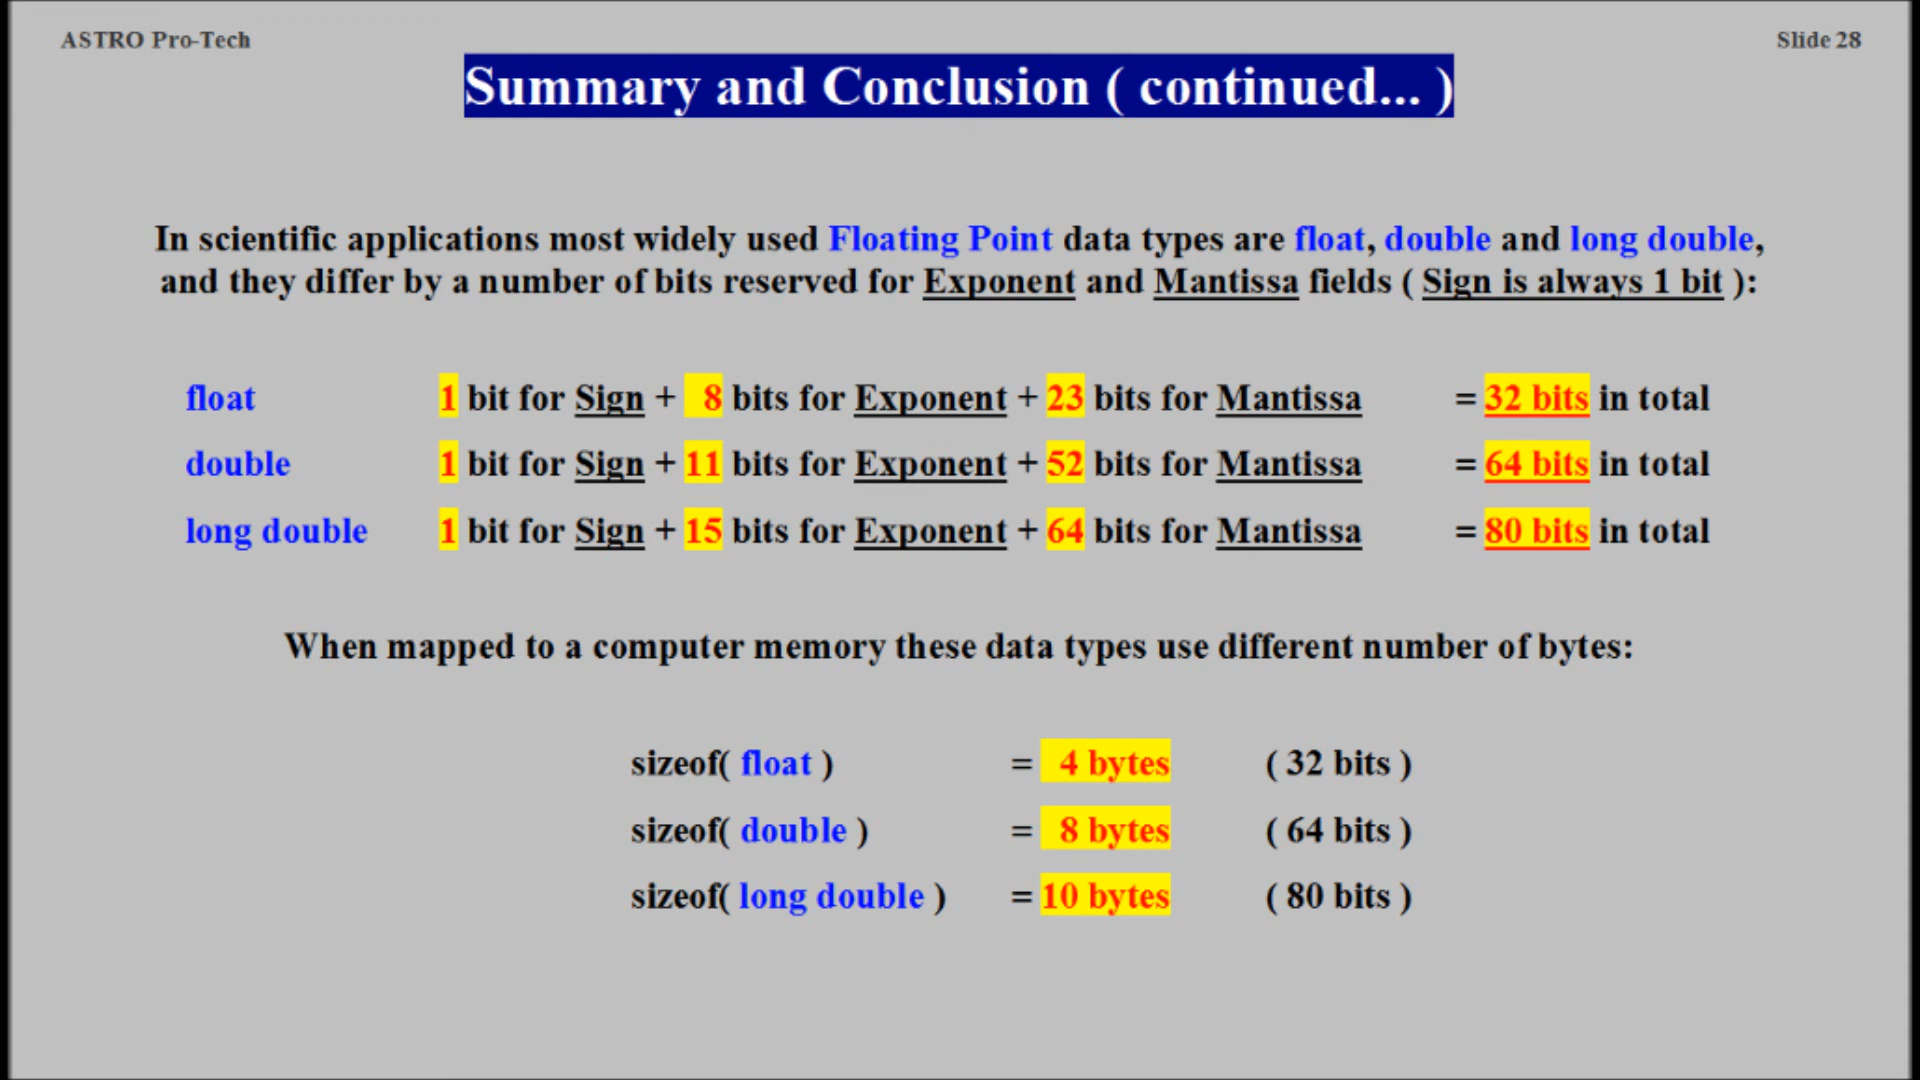 ASTRO Pro-Tech
Slide 28
Summary and Conclusion ( continued... )
In scientific applications most widely used Floating Point data types are float, double and long double,
and they differ by a number of bits reserved for Exponent and Mantissa fields ( Sign is always 1 bit ):
float 1 bit for Sign + 8 bits for Exponent + 23 bits for Mantissa = 32 bits in total
double 1 bit for Sign + 11 bits for Exponent + 52 bits for Mantissa = 64 bits in total
long double 1 bit for Sign + 15 bits for Exponent + 64 bits for Mantissa = 80 bits in total
When mapped to a computer memory these data types use different number of bytes:
sizeof( float ) = 4 bytes ( 32 bits )
sizeof( double ) = 8 bytes ( 64 bits )
sizeof( long double ) = 10 bytes ( 80 bits )